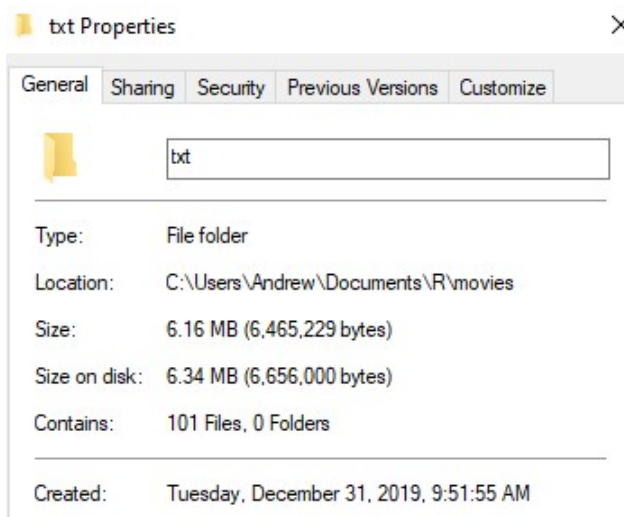 txt Properties
General Sharing Security Previous Versions Customize
txt
Type: File folder
Location: C:\Users\Andrew\Documents\R\movies
Size: 6.16 MB (6,465,229 bytes)
Size on disk: 6.34 MB (6,656,000 bytes)
Contains: 101 Files, 0 Folders
Created: Tuesday, December 31, 2019, 9:51:55 AM